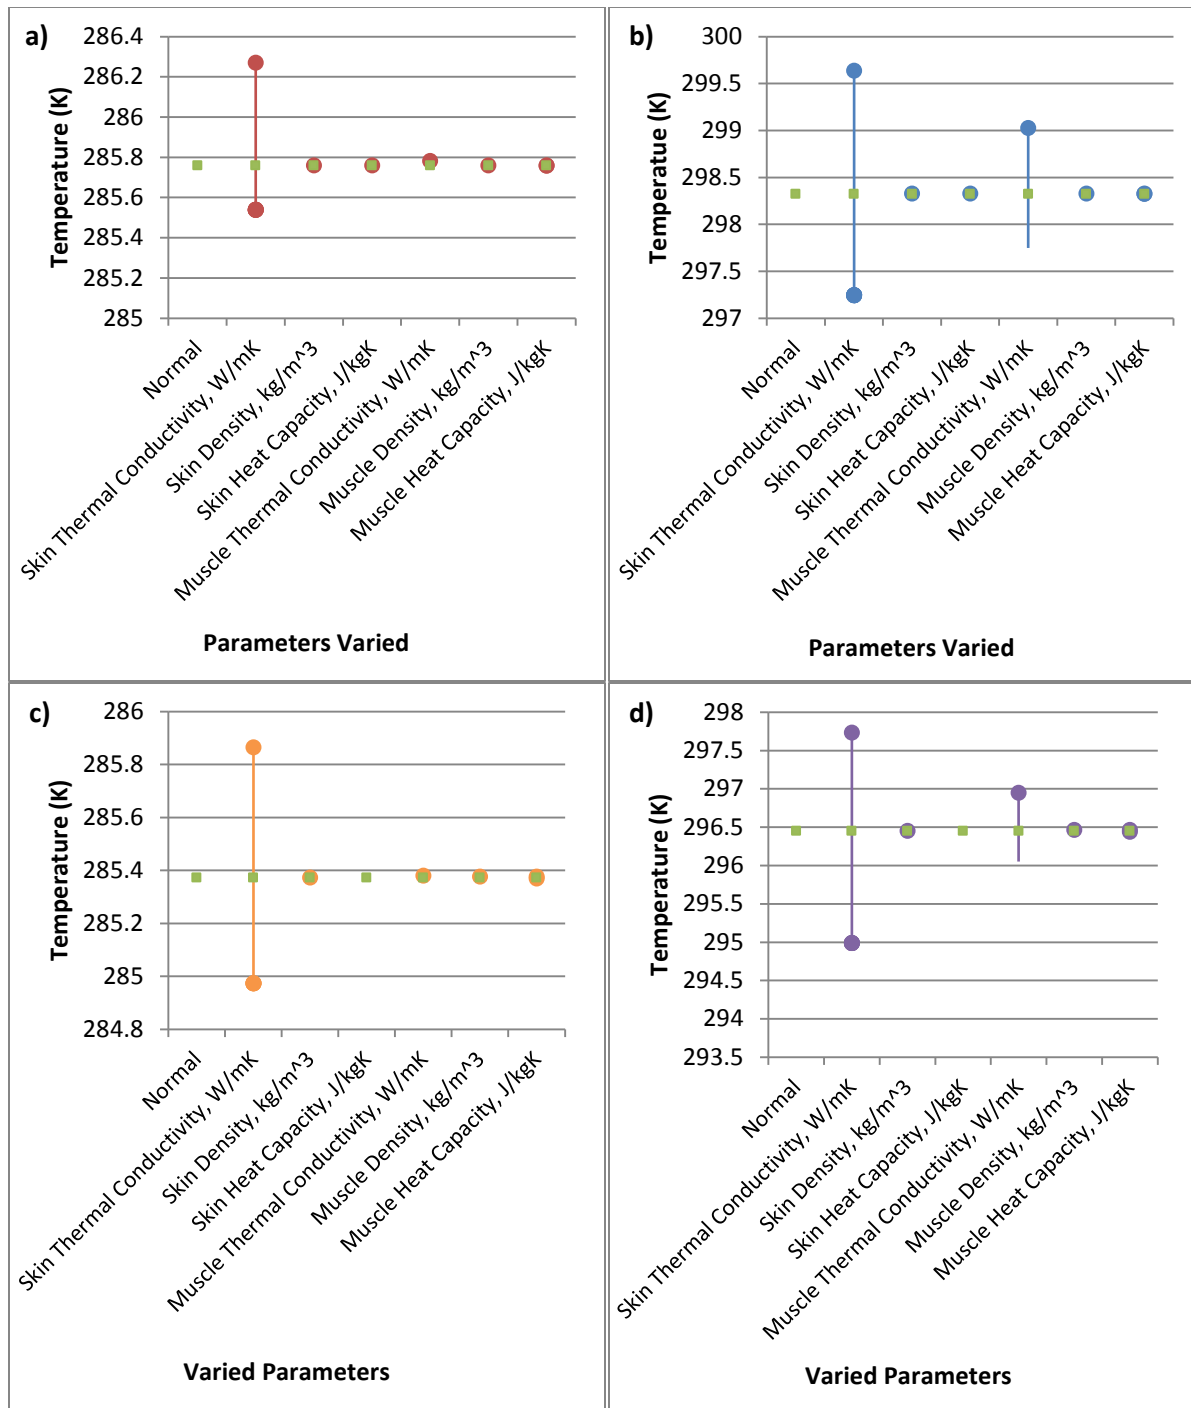 a)
286.4
286.2
286
285.8
285.6
285.4
285.2
285
Temperature (K)
Normal
Skin Thermal Conductivity, W/mK
Skin Density, kg/m^3
Skin Heat Capacity, J/kgK
Muscle Thermal Conductivity, W/mK
Muscle Density, kg/m^3
Muscle Heat Capacity, J/kgK
Parameters Varied
b)
300
299.5
299
298.5
298
297.5
297
Temperatue (K)
Normal
Skin Thermal Conductivity, W/mK
Skin Density, kg/m^3
Skin Heat Capacity, J/kgK
Muscle Thermal Conductivity, W/mK
Muscle Density, kg/m^3
Muscle Heat Capacity, J/kgK
Parameters Varied
c)
286
285.8
285.6
285.4
285.2
285
284.8
Temperature (K)
Normal
Skin Thermal Conductivity, W/mK
Skin Density, kg/m^3
Skin Heat Capacity, J/kgK
Muscle Thermal Conductivity, W/mK
Muscle Density, kg/m^3
Muscle Heat Capacity, J/kgK
Varied Parameters
d)
298
297.5
297
296.5
296
295.5
295
294.5
294
293.5
Temperature (K)
Normal
Skin Thermal Conductivity, W/mK
Skin Density, kg/m^3
Skin Heat Capacity, J/kgK
Muscle Thermal Conductivity, W/mK
Muscle Density, kg/m^3
Muscle Heat Capacity, J/kgK
Varied Parameters